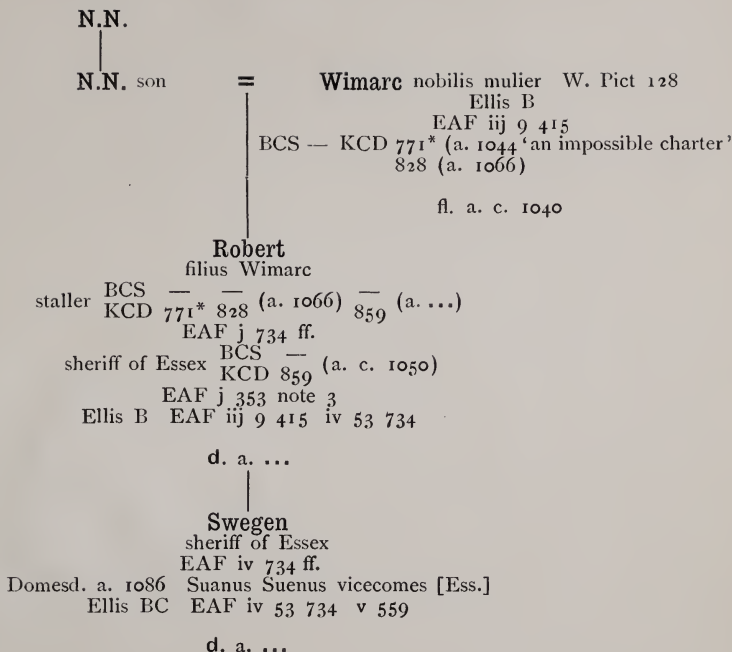 N.N.
N.N. son = Wimarc nobilis mulier W. Pict 128
Ellis B
EAF iij 9 415
BCS — KCD 771* (a. 1044 'an impossible charter'
828 (a. 1066)
fl. a. c. 1040
Robert
filius Wimarc
staller BCS — — (a. 1066) — (a. ...)
KCD 771* 828 859
EAF j 734 ff.
sheriff of Essex BCS — (a. c. 1050)
KCD 859
EAF j 353 note 3
Ellis B EAF iij 9 415 iv 53 734
d. a. ...
Swegen
sheriff of Essex
EAF iv 734 ff.
Domesd. a. 1086 Suanus Suenus vicecomes [Ess.]
Ellis BC EAF iv 53 734 v 559
d. a. ...